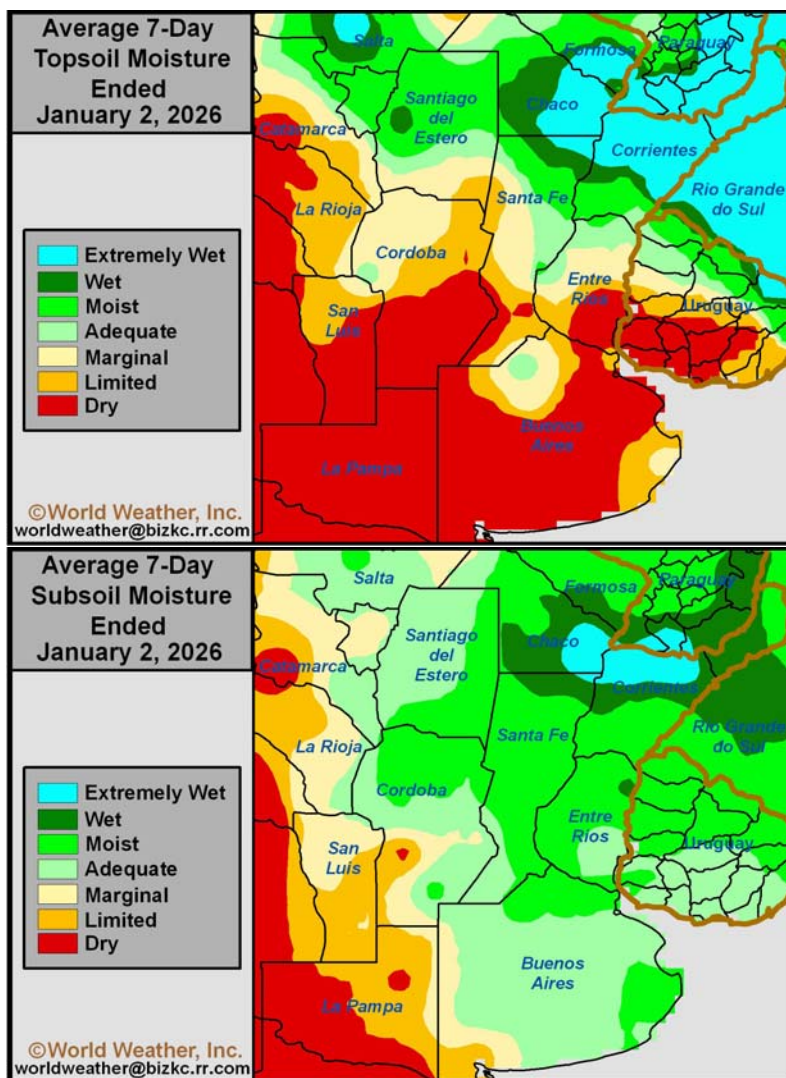 Average 7-Day
Topsoil Moisture
Ended
January 2, 2026
Extremely Wet
Wet
Moist
Adequate
Marginal
Limited
Dry
©World Weather, Inc.
worldweather@bizkc.rr.com
Salta
Formosa
Paraguay
Santiago
del
Estero
Chaco
Catamarca
Corrientes
Rio Grande
do Sul
La Rioja
Santa Fe
Cordoba
Entre
Rios
San
Luis
Uruguay
Buenos
Aires
La Pampa
Average 7-Day
Subsoil Moisture
Ended
January 2, 2026
Extremely Wet
Wet
Moist
Adequate
Marginal
Limited
Dry
©World Weather, Inc.
worldweather@bizkc.rr.com
Salta
Formosa
Paraguay
Santiago
del
Estero
Chaco
Catamarca
Corrientes
Rio Grande
do Sul
La Rioja
Santa Fe
Cordoba
Entre
Rios
San
Luis
Uruguay
Buenos
Aires
La Pampa